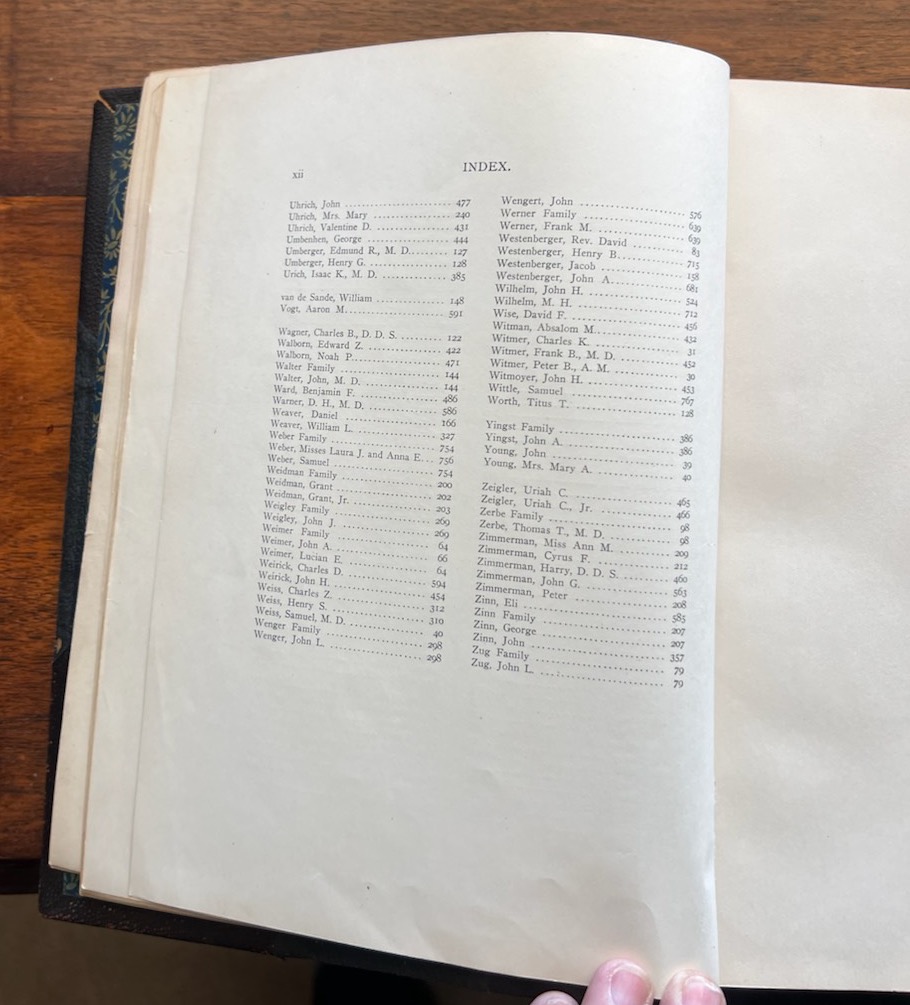 xii
INDEX.
Uhrich, John .................... 477
Uhrich, Mrs. Mary .............. 240
Uhrich, Valentine D. ............ 431
Umbenhen, George .............. 444
Umberger, Edmund R., M. D........ 127
Umberger, Henry G. ............ 128
Urich, Isaac K., M. D. ............ 385
van de Sande, William ............ 148
Vogt, Aaron M.................... 591
Wagner, Charles B., D. D. S. ........ 122
Walborn, Edward Z. .............. 422
Walborn, Noah P................. 471
Walter Family .................. 144
Walter, John, M. D. .............. 144
Ward, Benjamin F. .............. 486
Warner, D. H., M. D. .............. 586
Weaver, Daniel .................. 166
Weaver, William L. .............. 327
Weber Family .................... 754
Weber, Misses Laura J. and Anna E... 756
Weber, Samuel .................. 754
Weidman Family .................. 200
Weidman, Grant .................. 202
Weidman, Grant, Jr. .............. 203
Weigley Family .................. 269
Weigley, John J. .................. 269
Weimer Family .................. 64
Weimer, John A. .................. 66
Weimer, Lucian E. ................ 64
Weirick, Charles D. .............. 594
Weirick, John H. .................. 454
Weiss, Charles Z. ................ 312
Weiss, Henry S. .................. 310
Weiss, Samuel, M. D. .............. 40
Wenger Family .................. 298
Wenger, John L. .................. 298
Wengert, John .................... 576
Werner Family .................... 639
Werner, Frank M. .................. 639
Westenberger, Rev. David .......... 83
Westenberger, Henry B............. 715
Westenberger, Jacob .............. 158
Westenberger, John A.............. 681
Wilhelm, John H. .................. 524
Wilhelm, M. H. .................... 712
Wise, David F. .................... 456
Witman, Absalom M................ 432
Witmer, Charles K. ................ 31
Witmer, Frank B., M. D. ............ 452
Witmer, Peter B., A. M. ............ 30
Witmoyer, John H. ................ 453
Wittle, Samuel .................... 767
Worth, Titus T. .................... 128
Yingst Family .................... 386
Yingst, John A. .................... 386
Young, John ...................... 39
Young, Mrs. Mary A. .............. 40
Zeigler, Uriah C. .................. 465
Zeigler, Uriah C., Jr. .............. 466
Zerbe Family ...................... 98
Zerbe, Thomas T., M. D. ............ 98
Zimmerman, Miss Ann M. .......... 209
Zimmerman, Cyrus F. .............. 212
Zimmerman, Harry, D. D. S. ........ 460
Zimmerman, John G. .............. 563
Zimmerman, Peter ................ 208
Zinn, Eli .......................... 585
Zinn Family ...................... 207
Zinn, George ...................... 207
Zinn, John ........................ 357
Zug Family ........................ 79
Zug, John L. ...................... 79